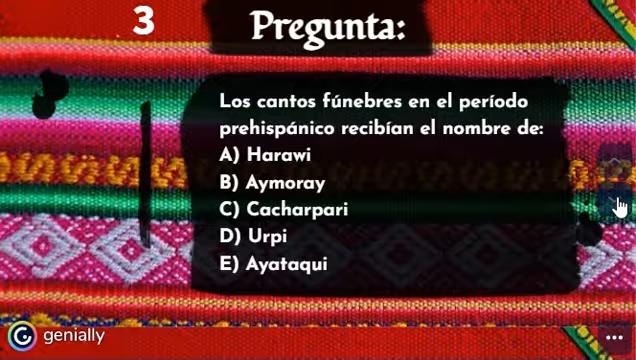 3
Pregunta:
Los cantos fúnebres en el período
prehispánico recibían el nombre de:
A) Harawi
B) Aymoray
C) Cacharpari
D) Urpi
E) Ayataqui
genially